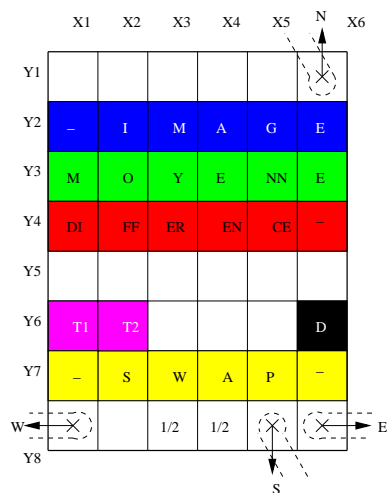 X1 X2 X3 X4 X5 N X6
Y1
Y2 – I M A G E
Y3 M O Y E NN E
Y4 DI FF ER EN CE –
Y5
Y6 T1 T2 D
Y7 – S W A P –
W 1/2 1/2 E
Y8 S